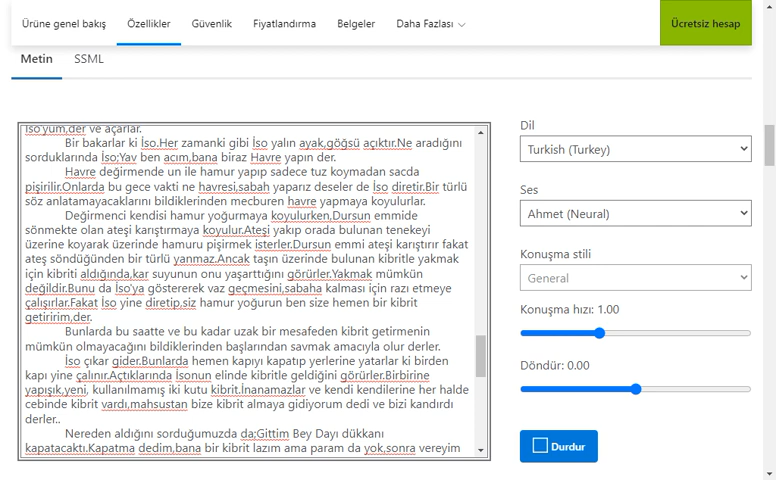 Ürüne genel bakış Özellikler Güvenlik Fiyatlandırma Belgeler Daha Fazlası Ücretsiz hesap
Metin SSML
İso'yum,der ve açarlar.
Bir bakarlar ki İso.Her zamanki gibi İso yalın ayak,göğsü açıktır.Ne aradığını
sorduklarında İso;Yav ben acım,bana biraz Havre yapın der.
Havre değirmende un ile hamur yapıp sadece tuz koymadan sacda
pişirilir.Onlarda bu gece vakti ne havresi,sabah yaparız deseler de İso diretir.Bir türlü
söz anlatamayacaklarını bildiklerinden mecburen havre yapmaya koyulurlar.
Değirmenci kendisi hamur yoğurmaya koyulurken,Dursun emmide
sönmekte olan ateşi karıştırmaya koyulur.Ateşi yakıp orada bulunan tenekeyi
üzerine koyarak üzerinde hamuru pişirmek isterler.Dursun emmi ateşi karıştırır fakat
ateş söndüğünden bir türlü yanmaz.Ancak taşın üzerinde bulunan kibritle yakmak
için kibriti aldığında,kar suyunun onu yaşarttığını görürler.Yakmak mümkün
değildir.Bunu da İso'ya göstererek vaz geçmesini,sabaha kalması için razı etmeye
çalışırlar.Fakat İso yine diretip,siz hamur yoğurun ben size hemen bir kibrit
getiririm,der.
Bunlarda bu saatte ve bu kadar uzak bir mesafeden kibrit getirmenin
mümkün olmayacağını bildiklerinden başlarından savmak amacıyla olur derler.
İso çıkar gider.Bunlarda hemen kapıyı kapatıp yerlerine yatarlar ki birden
kapı yine çalınır.Açtıklarında İsonun elinde kibritle geldiğini görürler.Birbirine
yapışık,yeni, kullanılmamış iki kutu kibrit.İnanamazlar ve kendi kendilerine her halde
cebinde kibrit vardı,mahsustan bize kibrit almaya gidiyorum dedi ve bizi kandırdı
derler..
Nereden aldığını sorduğumuzda da;Gittim Bey Dayı dükkanı
kapatacaktı.Kapatma dedim,bana bir kibrit lazım ama param da yok,sonra vereyim
Dil
Turkish (Turkey)
Ses
Ahmet (Neural)
Konuşma stili
General
Konuşma hızı: 1.00
Döndür: 0.00
Durdur